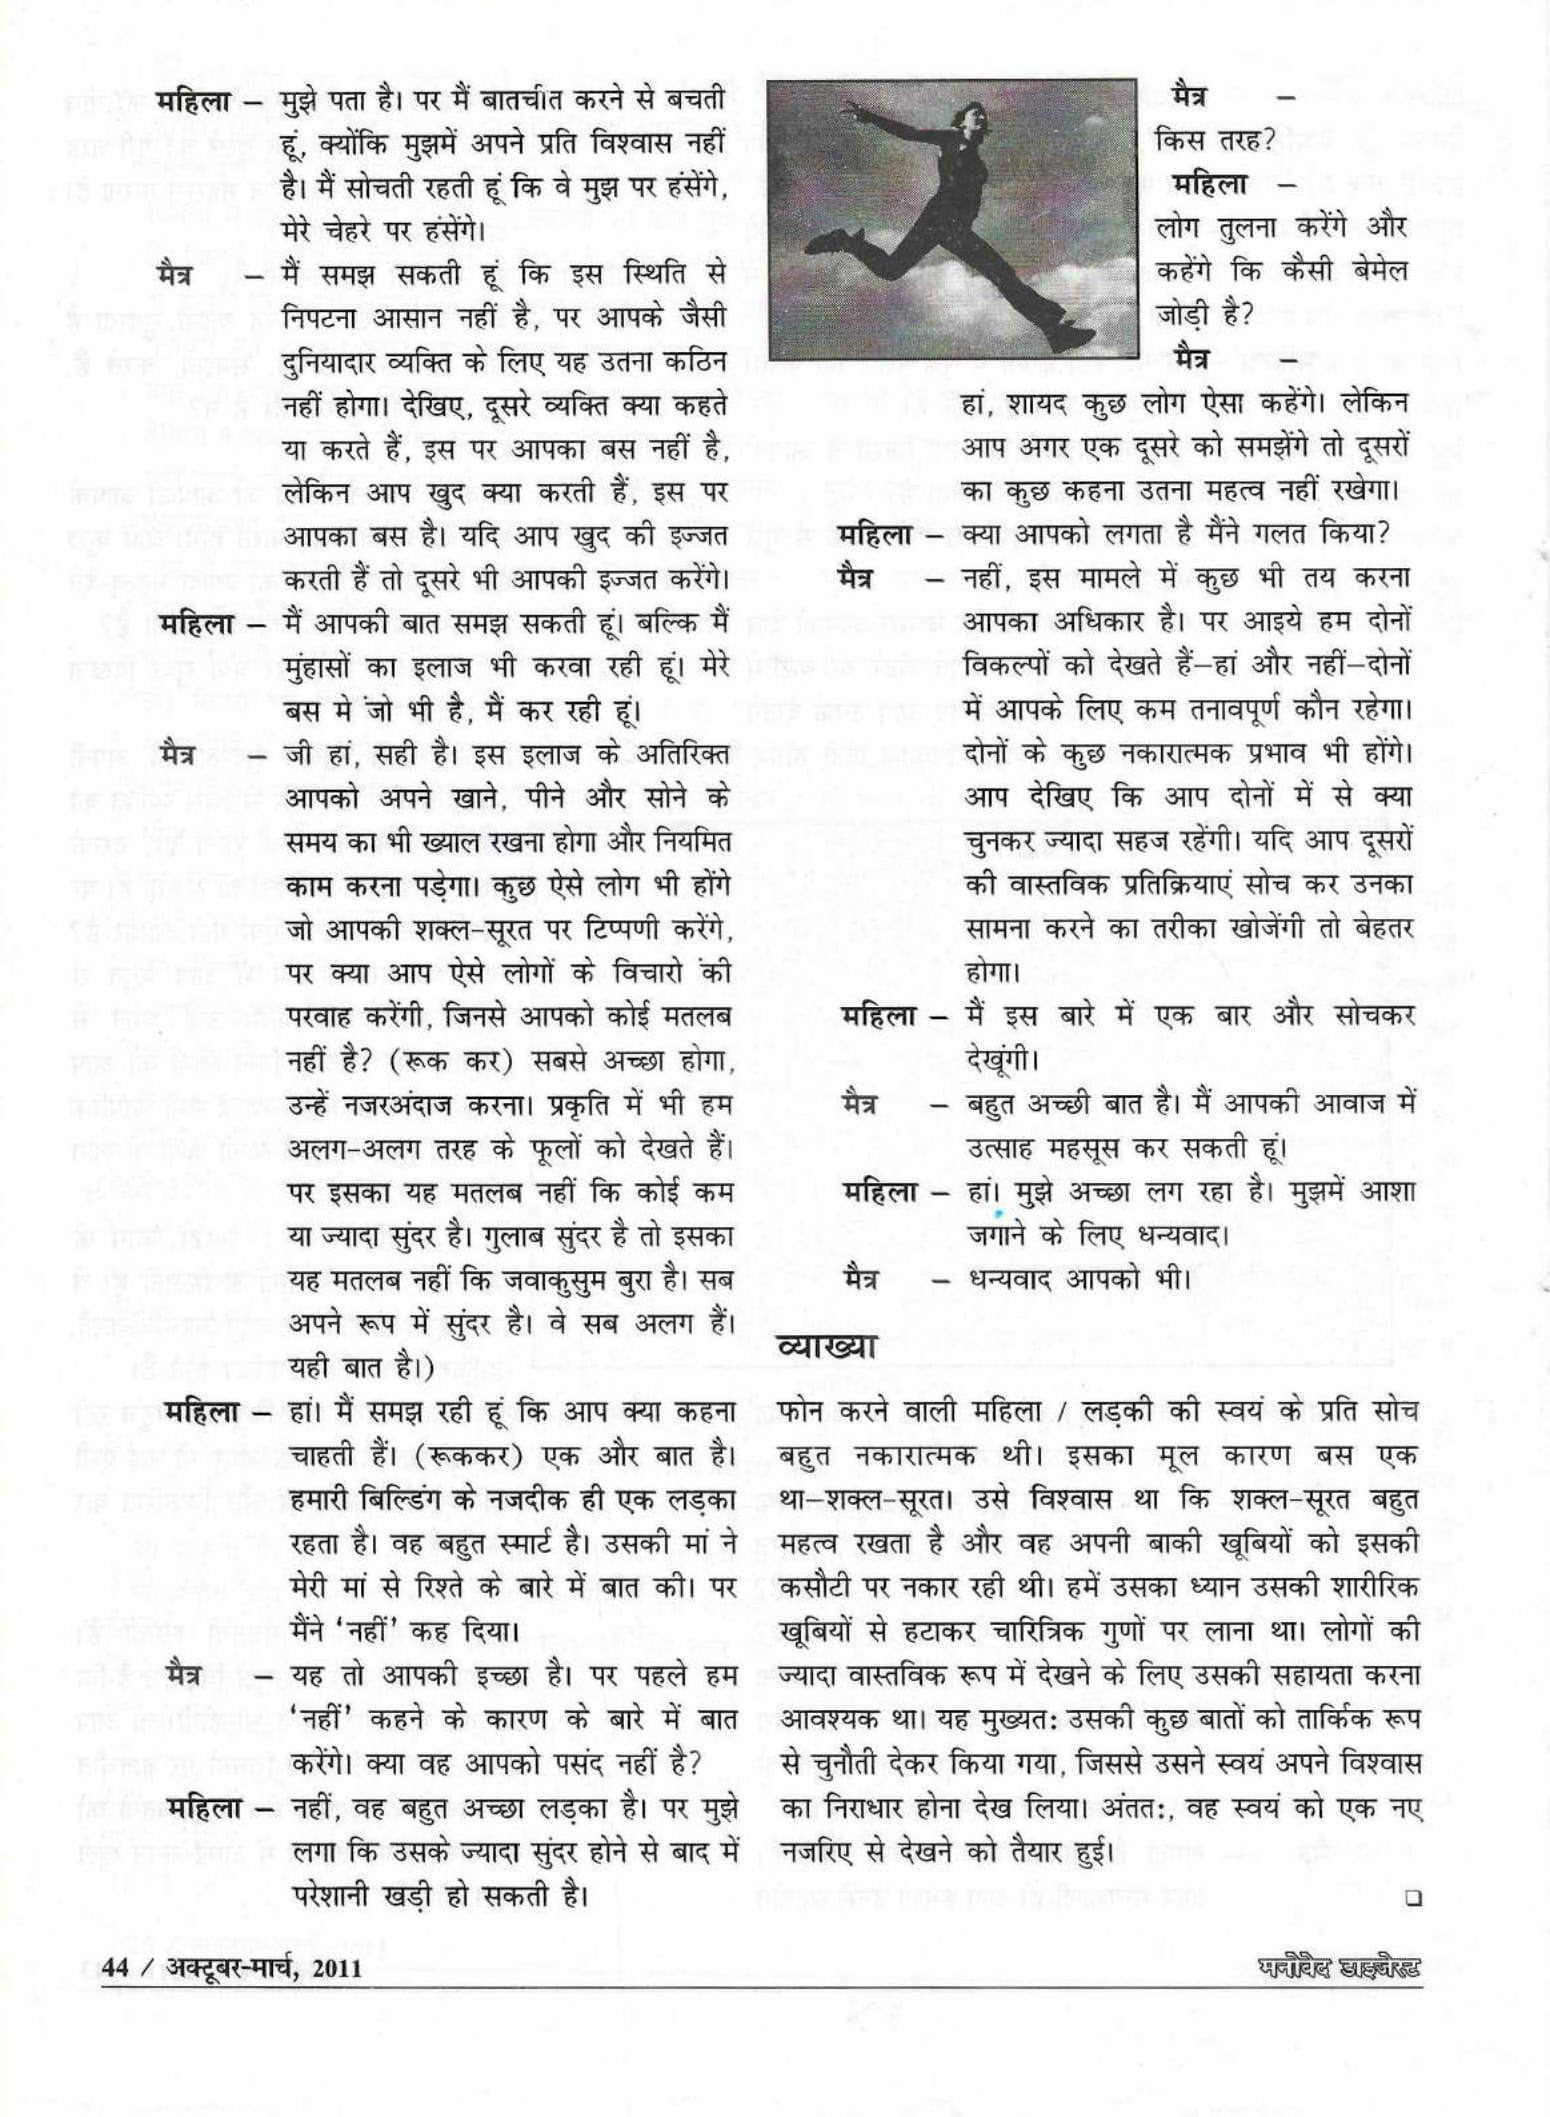 महिला – मुझे पता है। पर मैं बातचीत करने से बचती
हूं, क्योंकि मुझमें अपने प्रति विश्वास नहीं
है। मैं सोचती रहती हूं कि वे मुझ पर हंसेंगे,
मेरे चेहरे पर हंसेंगे।
मैत्र – मैं समझ सकती हूं कि इस स्थिति से
निपटना आसान नहीं है, पर आपके जैसी
दुनियादार व्यक्ति के लिए यह उतना कठिन
नहीं होगा। देखिए, दूसरे व्यक्ति क्या कहते
या करते हैं, इस पर आपका बस नहीं है,
लेकिन आप खुद क्या करती हैं, इस पर
आपका बस है। यदि आप खुद की इज्जत
करती हैं तो दूसरे भी आपकी इज्जत करेंगे।
महिला – मैं आपकी बात समझ सकती हूं। बल्कि मैं
मुंहासों का इलाज भी करवा रही हूं। मेरे
बस मे जो भी है, मैं कर रही हूं।
मैत्र – जी हां, सही है। इस इलाज के अतिरिक्त
आपको अपने खाने, पीने और सोने के
समय का भी ख्याल रखना होगा और नियमित
काम करना पड़ेगा। कुछ ऐसे लोग भी होंगे
जो आपकी शक्ल-सूरत पर टिप्पणी करेंगे,
पर क्या आप ऐसे लोगों के विचारो की
परवाह करेंगी, जिनसे आपको कोई मतलब
नहीं है? (रूक कर) सबसे अच्छा होगा,
उन्हें नजरअंदाज करना। प्रकृति में भी हम
अलग-अलग तरह के फूलों को देखते हैं।
पर इसका यह मतलब नहीं कि कोई कम
या ज्यादा सुंदर है। गुलाब सुंदर है तो इसका
यह मतलब नहीं कि जवाकुसुम बुरा है। सब
अपने रूप में सुंदर है। वे सब अलग हैं।
यही बात है।)
महिला – हां। मैं समझ रही हूं कि आप क्या कहना
चाहती हैं। (रूककर) एक और बात है।
हमारी बिल्डिंग के नजदीक ही एक लड़का
रहता है। वह बहुत स्मार्ट है। उसकी मां ने
मेरी मां से रिश्ते के बारे में बात की। पर
मैंने ‘नहीं’ कह दिया।
मैत्र यह तो आपकी इच्छा है। पर पहले हम
‘नहीं’ कहने के कारण के बारे में बात
करेंगे। क्या वह आपको पसंद नहीं है?
महिला – नहीं, वह बहुत अच्छा लड़का है। पर मुझे
लगा कि उसके ज्यादा सुंदर होने से बाद में
परेशानी खड़ी हो सकती है।
मैत्र –
किस तरह?
महिला –
लोग तुलना करेंगे और
कहेंगे कि कैसी बेमेल
जोड़ी है?
मैत्र
हां, शायद कुछ लोग ऐसा कहेंगे। लेकिन
आप अगर एक दूसरे को समझेंगे तो दूसरों
का कुछ कहना उतना महत्व नहीं रखेगा।
महिला – क्या आपको लगता है मैंने गलत किया?
मैत्र – नहीं, इस मामले में कुछ भी तय करना
आपका अधिकार है। पर आइये हम दोनों
विकल्पों को देखते हैं–हां और नहीं–दोनों
में आपके लिए कम तनावपूर्ण कौन रहेगा।
दोनों के कुछ नकारात्मक प्रभाव भी होंगे।
आप देखिए कि आप दोनों में से क्या
चुनकर ज्यादा सहज रहेंगी। यदि आप दूसरों
की वास्तविक प्रतिक्रियाएं सोच कर उनका
सामना करने का तरीका खोजेंगी तो बेहतर
होगा।
महिला – मैं इस बारे में एक बार और सोचकर
देखूंगी।
मैत्र – बहुत अच्छी बात है। मैं आपकी आवाज में
उत्साह महसूस कर सकती हूं।
महिला – हां। मुझे अच्छा लग रहा है। मुझमें आशा
जगाने के लिए धन्यवाद।
मैत्र – धन्यवाद आपको भी।
व्याख्या
फोन करने वाली महिला / लड़की की स्वयं को प्रति सोच
बहुत नकारात्मक थी। इसका मूल कारण बस एक
था–शक्ल-सूरत। उसे विश्वास था कि शक्ल-सूरत बहुत
महत्व रखता है और वह अपनी बाकी खूबियों को इसकी
कसौटी पर नकार रही थी। हमें उसका ध्यान उसकी शारीरिक
खूबियों से हटाकर चारित्रिक गुणों पर लाना था। लोगों की
ज्यादा वास्तविक रूप में देखने के लिए उसकी सहायता करना
आवश्यक था। यह मुख्यत: उसकी कुछ बातों को तार्किक रूप
से चुनौती देकर किया गया, जिससे उसने स्वयं अपने विश्वास
का निराधार होना देख लिया। अंतत:, वह स्वयं को एक नए
नजरिए से देखने को तैयार हुई।
❑
44 / अक्टूबर-मार्च, 2011
मनोवेद डाइजेस्ट